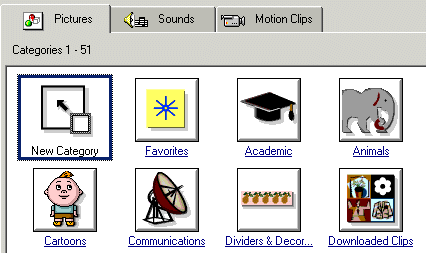 Pictures Sounds Motion Clips
Categories 1 - 51
New Category Favorites Academic Animals
Cartoons Communications Dividers & Decor... Downloaded Clips